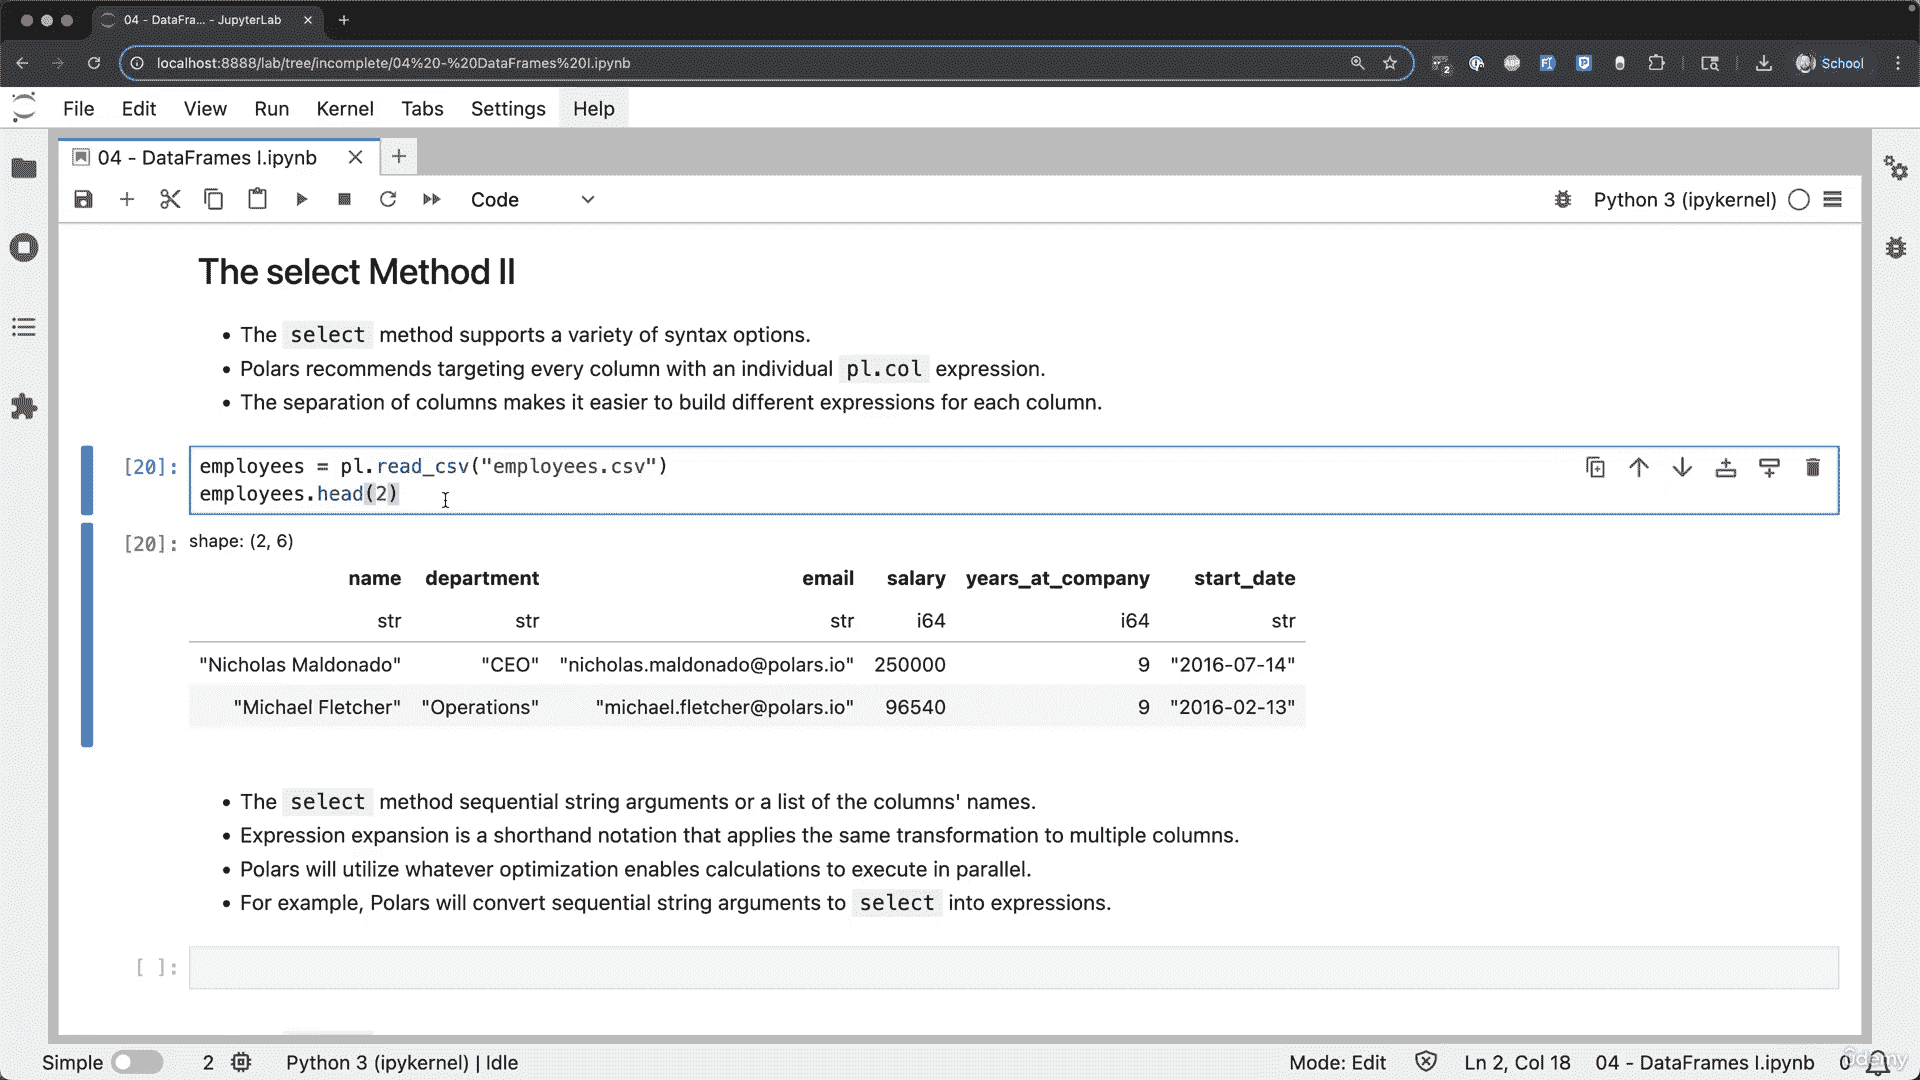 04 - DataFra... - JupyterLab
localhost:8888/lab/tree/incomplete/04%20-%20DataFrames%20I.ipynb
2
ABP
School
File Edit View Run Kernel Tabs Settings Help
04 - DataFrames I.ipynb
Code
Python 3 (ipykernel)
The select Method II
• The select method supports a variety of syntax options.
• Polars recommends targeting every column with an individual pl.col expression.
• The separation of columns makes it easier to build different expressions for each column.
[20]: employees = pl.read_csv("employees.csv")
employees.head(2)
[20]: shape: (2, 6)
name department email salary years_at_company start_date
str str str i64 i64 str
"Nicholas Maldonado" "CEO" "nicholas.maldonado@polars.io" 250000 9 "2016-07-14"
"Michael Fletcher" "Operations" "michael.fletcher@polars.io" 96540 9 "2016-02-13"
• The select method sequential string arguments or a list of the columns' names.
• Expression expansion is a shorthand notation that applies the same transformation to multiple columns.
• Polars will utilize whatever optimization enables calculations to execute in parallel.
• For example, Polars will convert sequential string arguments to select into expressions.
[ ]:
Simple 2 Python 3 (ipykernel) | Idle Mode: Edit Ln 2, Col 18 04 - DataFrames I.ipynb 0
udemy